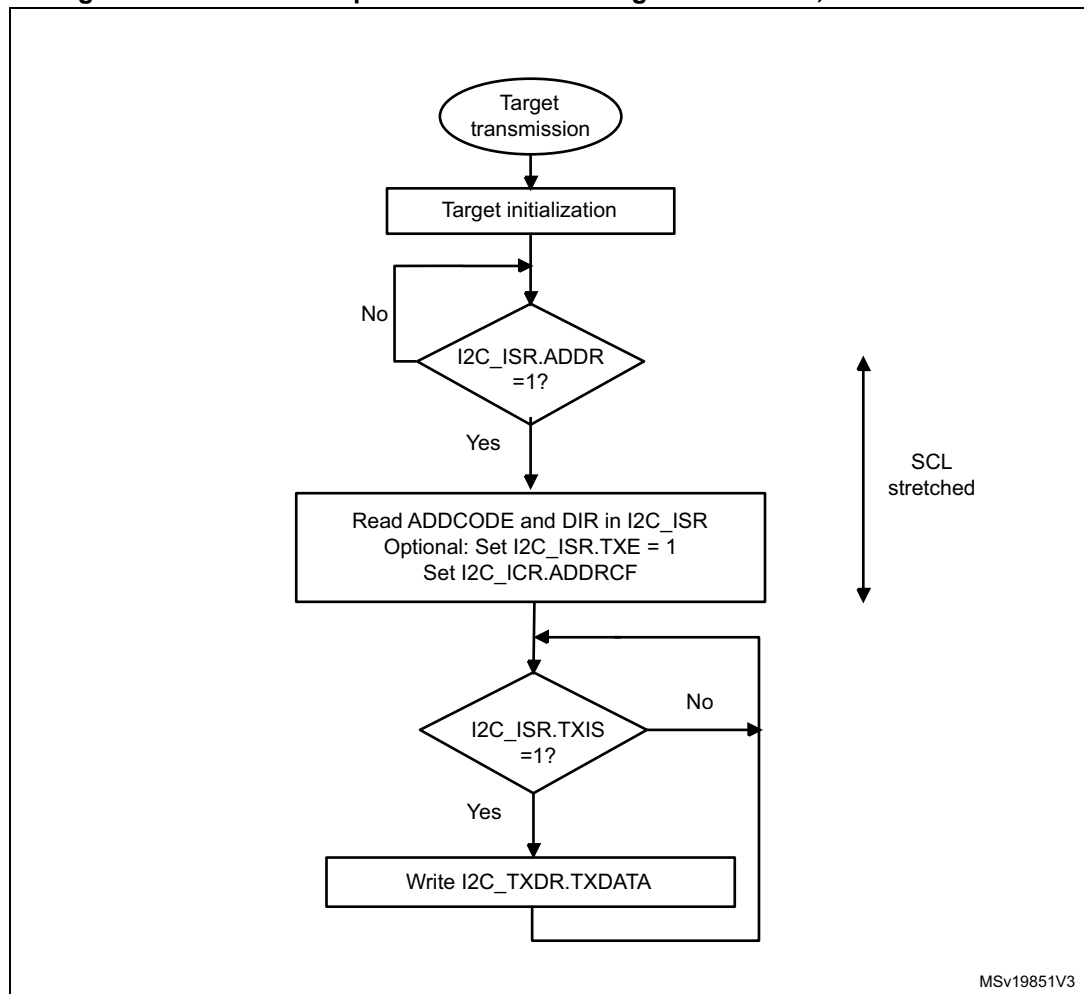 Target
transmission
Target initialization
No
I2C_ISR.ADDR
=1?
Yes
SCL
stretched
Read ADDCODE and DIR in I2C_ISR
Optional: Set I2C_ISR.TXE = 1
Set I2C_ICR.ADDRCF
No
I2C_ISR.TXIS
=1?
Yes
Write I2C_TXDR.TXDATA
MSv19851V3